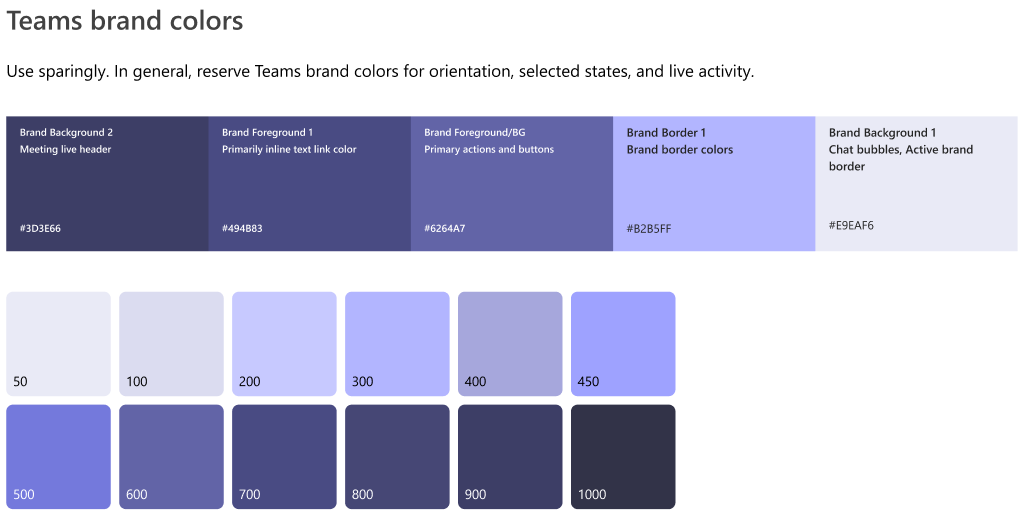 Teams brand colors
Use sparingly. In general, reserve Teams brand colors for orientation, selected states, and live activity.
Brand Background 2
Meeting live header
#3D3E66
Brand Foreground 1
Primarily inline text link color
#494B83
Brand Foreground/BG
Primary actions and buttons
#6264A7
Brand Border 1
Brand border colors
#B2B5FF
Brand Background 1
Chat bubbles, Active brand
border
#E9EAF6
50
100
200
300
400
450
500
600
700
800
900
1000